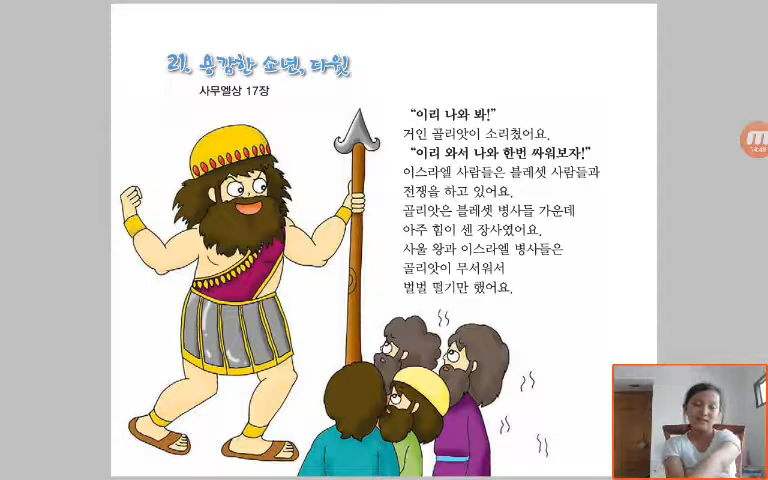 21. 용감한 소년, 다윗
사무엘상 17장
“이리 나와 봐!”
거인 골리앗이 소리쳤어요.
“이리 와서 나와 한번 싸워보자!”
이스라엘 사람들은 블레셋 사람들과
전쟁을 하고 있어요.
골리앗은 블레셋 병사들 가운데
아주 힘이 센 장사였어요.
사울 왕과 이스라엘 병사들은
골리앗이 무서워서
벌벌 떨기만 했어요.
14:49